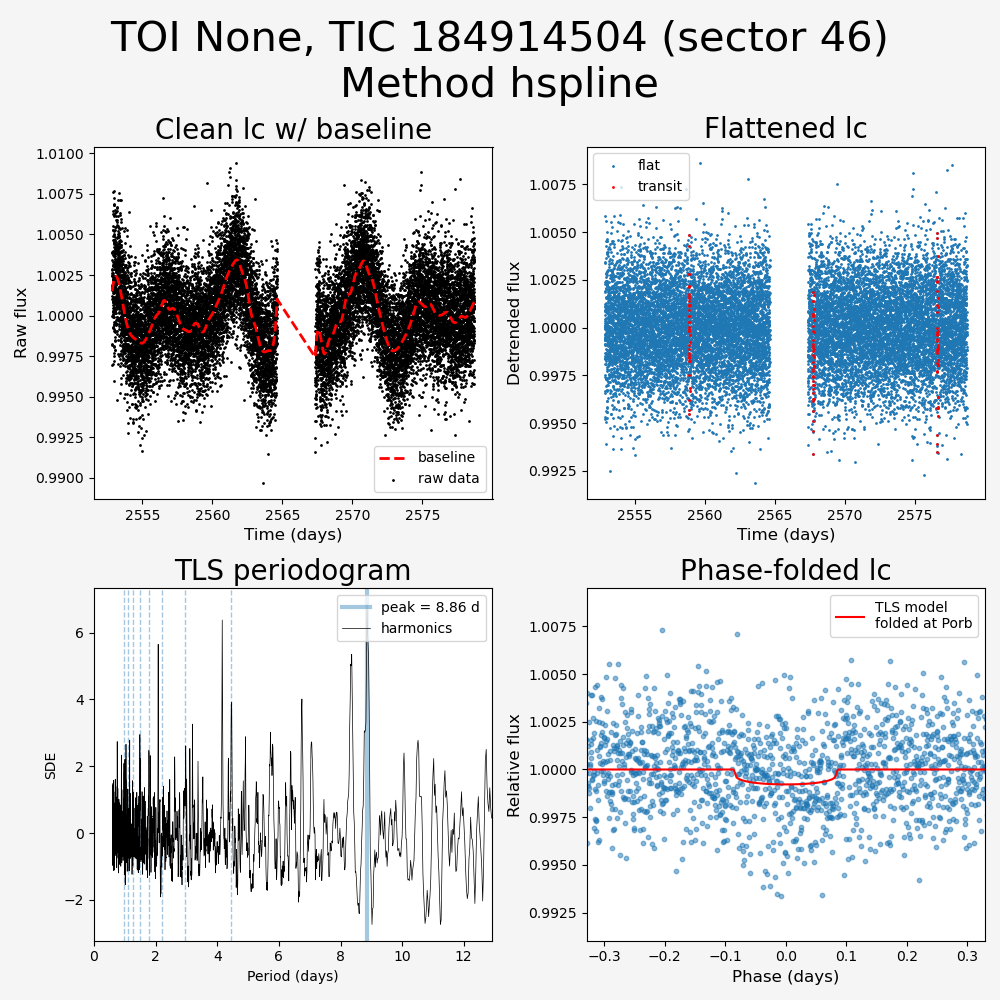 TOI None, TIC 184914504 (sector 46)
Method hspline
Clean lc w/ baseline
Raw flux
1.0100
1.0075
1.0050
1.0025
1.0000
0.9975
0.9950
0.9925
0.9900
baseline
raw data
2555 2560 2565 2570 2575
Time (days)
Flattened lc
Detrended flux
1.0075
1.0050
1.0025
1.0000
0.9975
0.9950
0.9925
flat
transit
2555 2560 2565 2570 2575
Time (days)
TLS periodogram
SDE
6
4
2
0
−2
peak = 8.86 d
harmonics
0 2 4 6 8 10 12
Period (days)
Phase-folded lc
Relative flux
1.0075
1.0050
1.0025
1.0000
0.9975
0.9950
0.9925
TLS model
folded at Porb
−0.3 −0.2 −0.1 0.0 0.1 0.2 0.3
Phase (days)